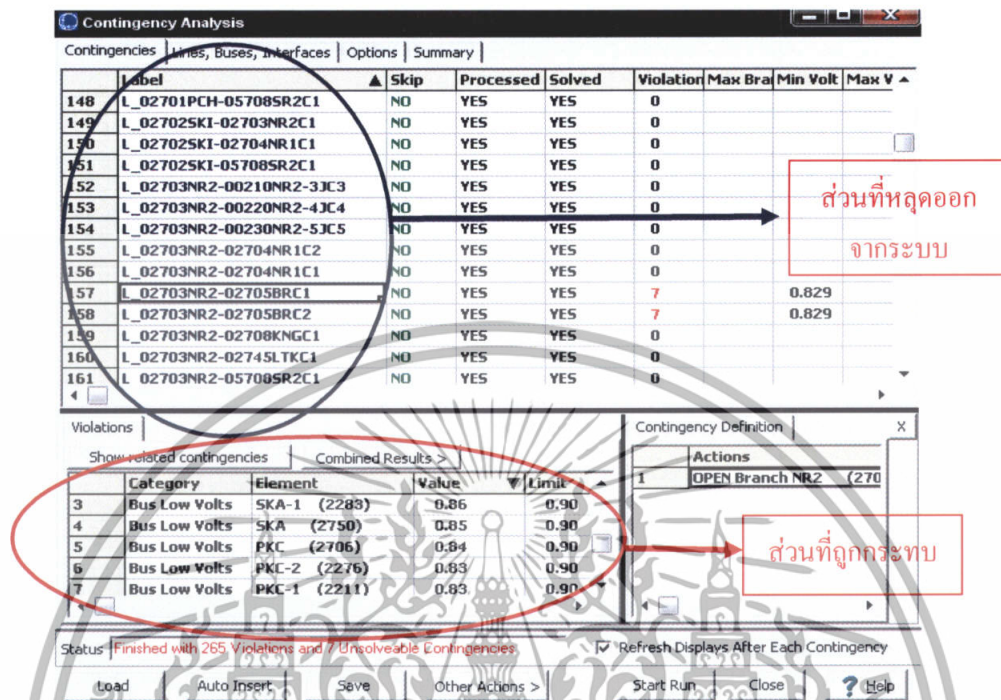 Contingency Analysis
Contingencies Lines, Buses, Interfaces Options Summary
Label Skip Processed Solved Violation Max Bra Min Volt Max V
148 L_02701PCH-05708SR2C1 NO YES YES 0
149 L_02702SKI-02703NR2C1 NO YES YES 0
150 L_02702SKI-02704NR1C1 NO YES YES 0
151 L_02702SKI-05708SR2C1 NO YES YES 0
152 L_02703NR2-00210NR2-3JC3 NO YES YES 0
153 L_02703NR2-00220NR2-4JC4 NO YES YES 0
154 L_02703NR2-00230NR2-5JC5 NO YES YES 0
155 L_02703NR2-02704NR1C2 NO YES YES 0
156 L_02703NR2-02704NR1C1 NO YES YES 0
157 L_02703NR2-02705BRC1 NO YES YES 7 0.829
158 L_02703NR2-02705BRC2 NO YES YES 7 0.829
159 L_02703NR2-02708KNGC1 NO YES YES 0
160 L_02703NR2-02745LTKC1 NO YES YES 0
161 L_02703NR2-05708SR2C1 NO YES YES 0
ส่วนที่หลุดออก
จากระบบ
Violations Contingency Definition X
Show related contingencies Combined Results > Actions
Category Element Value Limit 1 OPEN Branch NR2 (270
3 Bus Low Volts SKA-1 (2283) 0.86 0.90
4 Bus Low Volts SKA (2750) 0.85 0.90
5 Bus Low Volts PKC (2706) 0.84 0.90
6 Bus Low Volts PKC-2 (2276) 0.83 0.90
7 Bus Low Volts PKC-1 (2211) 0.83 0.90
ส่วนที่ถูกกระทบ
Status Finished with 265 Violations and 7 Unsolveable Contingencies Refresh Displays After Each Contingency
Load Auto Insert Save Other Actions > Start Run Close ? Help